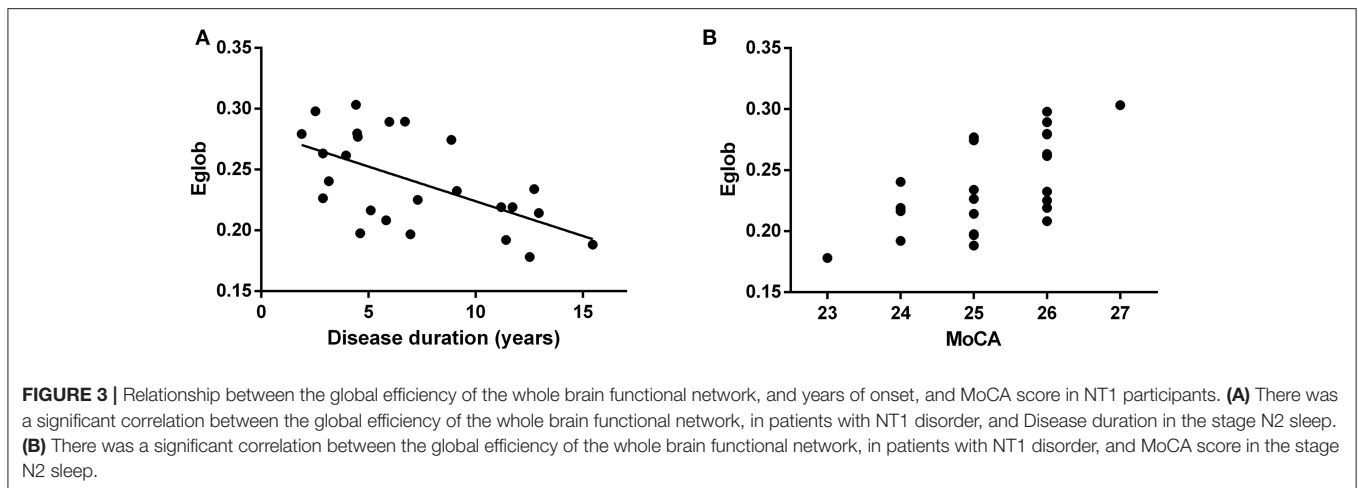 A
0.35
0.30
0.25
0.20
0.15
Eglob
0
5
10
15
Disease duration (years)
B
0.35
0.30
0.25
0.20
0.15
Eglob
23
24
25
26
27
MoCA
FIGURE 3 | Relationship between the global efficiency of the whole brain functional network, and years of onset, and MoCA score in NT1 participants. (A) There was
a significant correlation between the global efficiency of the whole brain functional network, in patients with NT1 disorder, and Disease duration in the stage N2 sleep.
(B) There was a significant correlation between the global efficiency of the whole brain functional network, in patients with NT1 disorder, and MoCA score in the stage
N2 sleep.